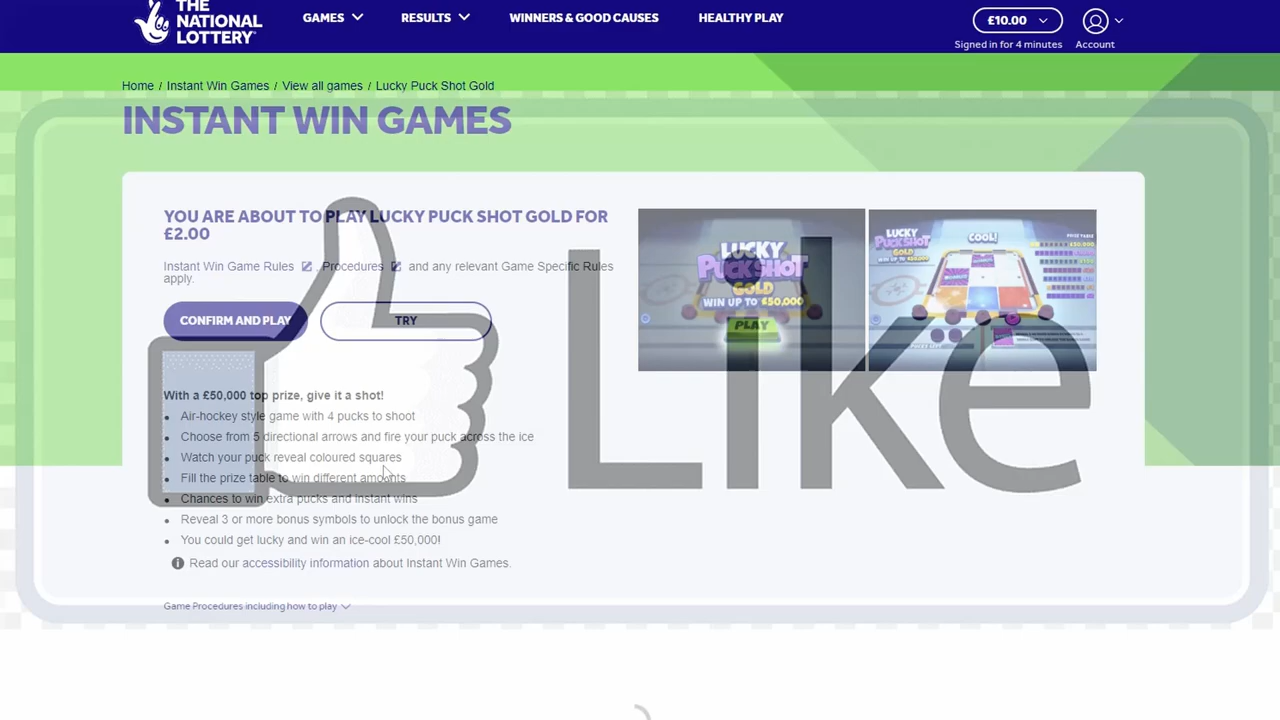 THE
NATIONAL
LOTTERY
GAMES
RESULTS
WINNERS & GOOD CAUSES
HEALTHY PLAY
£10.00
Signed in for 4 minutes
Account
Home / Instant Win Games / View all games / Lucky Puck Shot Gold
INSTANT WIN GAMES
YOU ARE ABOUT TO PLAY LUCKY PUCK SHOT GOLD FOR
£2.00
Instant Win Game Rules , Procedures and any relevant Game Specific Rules
apply.
CONFIRM AND PLAY
TRY
LUCKY
PUCKSHOT
GOLD
WIN UP TO £50,000
PLAY
LUCKY
PUCKSHOT
GOLD
COOL!
PRIZE TABLE
Like
With a £50,000 top prize, give it a shot!
Air-hockey style game with 4 pucks to shoot
Choose from 5 directional arrows and fire your puck across the ice
Watch your puck reveal coloured squares
Fill the prize table to win different amounts
Chances to win extra pucks and instant wins
Reveal 3 or more bonus symbols to unlock the bonus game
You could get lucky and win an ice-cool £50,000!
Read our accessibility information about Instant Win Games.
Game Procedures including how to play